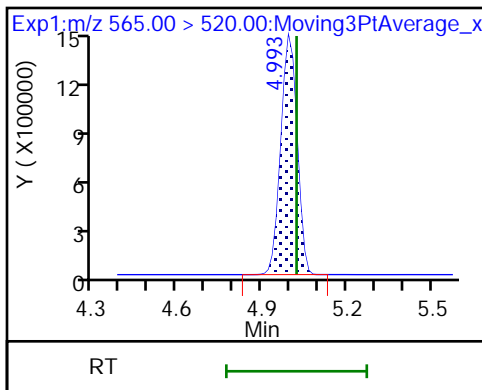 Exp1:m/z 565.00 > 520.00:Moving3PtAverage_x
15
12
9
6
3
0
Y ( X100000)
4.993
4.3 4.6 4.9 5.2 5.5
Min
RT